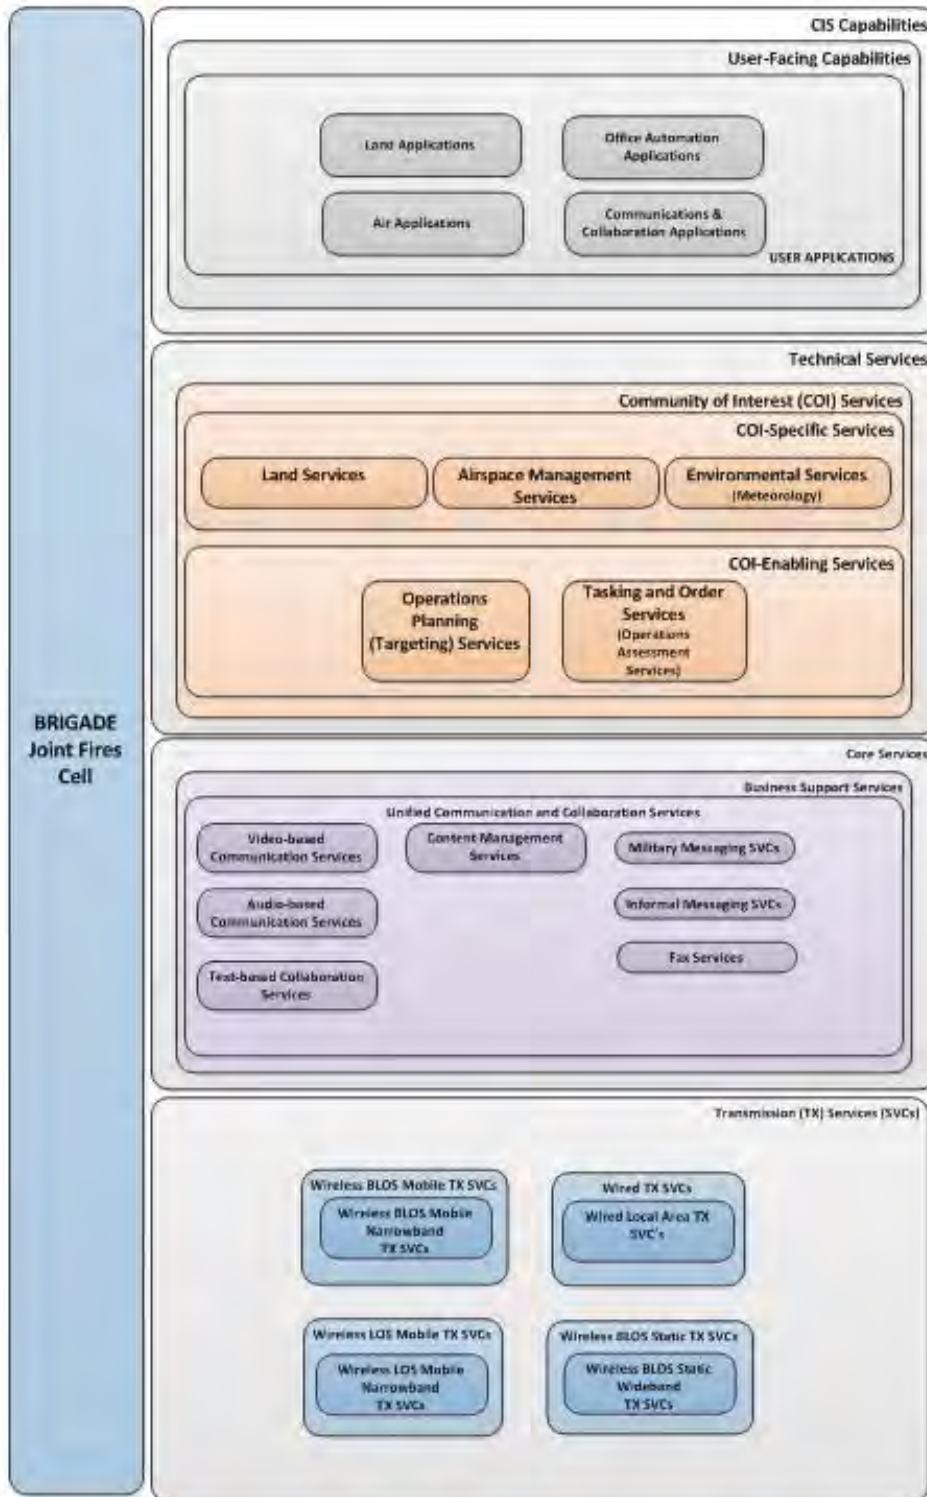 BRIGADE
Joint Fires
Cell
CIS Capabilities
User-Facing Capabilities
Land Applications
Office Automation
Applications
Air Applications
Communications &
Collaboration Applications
USER APPLICATIONS
Technical Services
Community of Interest (COI) Services
COI-Specific Services
Land Services
Airspace Management
Services
Environmental Services
(Meteorology)
COI-Enabling Services
Operations
Planning
(Targeting) Services
Tasking and Order
Services
(Operations
Assessment
Services)
Core Services
Business Support Services
Unified Communication and Collaboration Services
Video-based
Communication Services
Content Management
Services
Military Messaging SVCs
Audio-based
Communication Services
Informal Messaging SVCs
Fax Services
Text-based Collaboration
Services
Transmission (TX) Services (SVCs)
Wireless BLOS Mobile TX SVCs
Wireless BLOS Mobile
Narrowband
TX SVCs
Wired TX SVCs
Wired Local Area TX
SVC's
Wireless LOS Mobile TX SVCs
Wireless LOS Mobile
Narrowband
TX SVCs
Wireless BLOS Static TX SVCs
Wireless BLOS Static
Wideband
TX SVCs